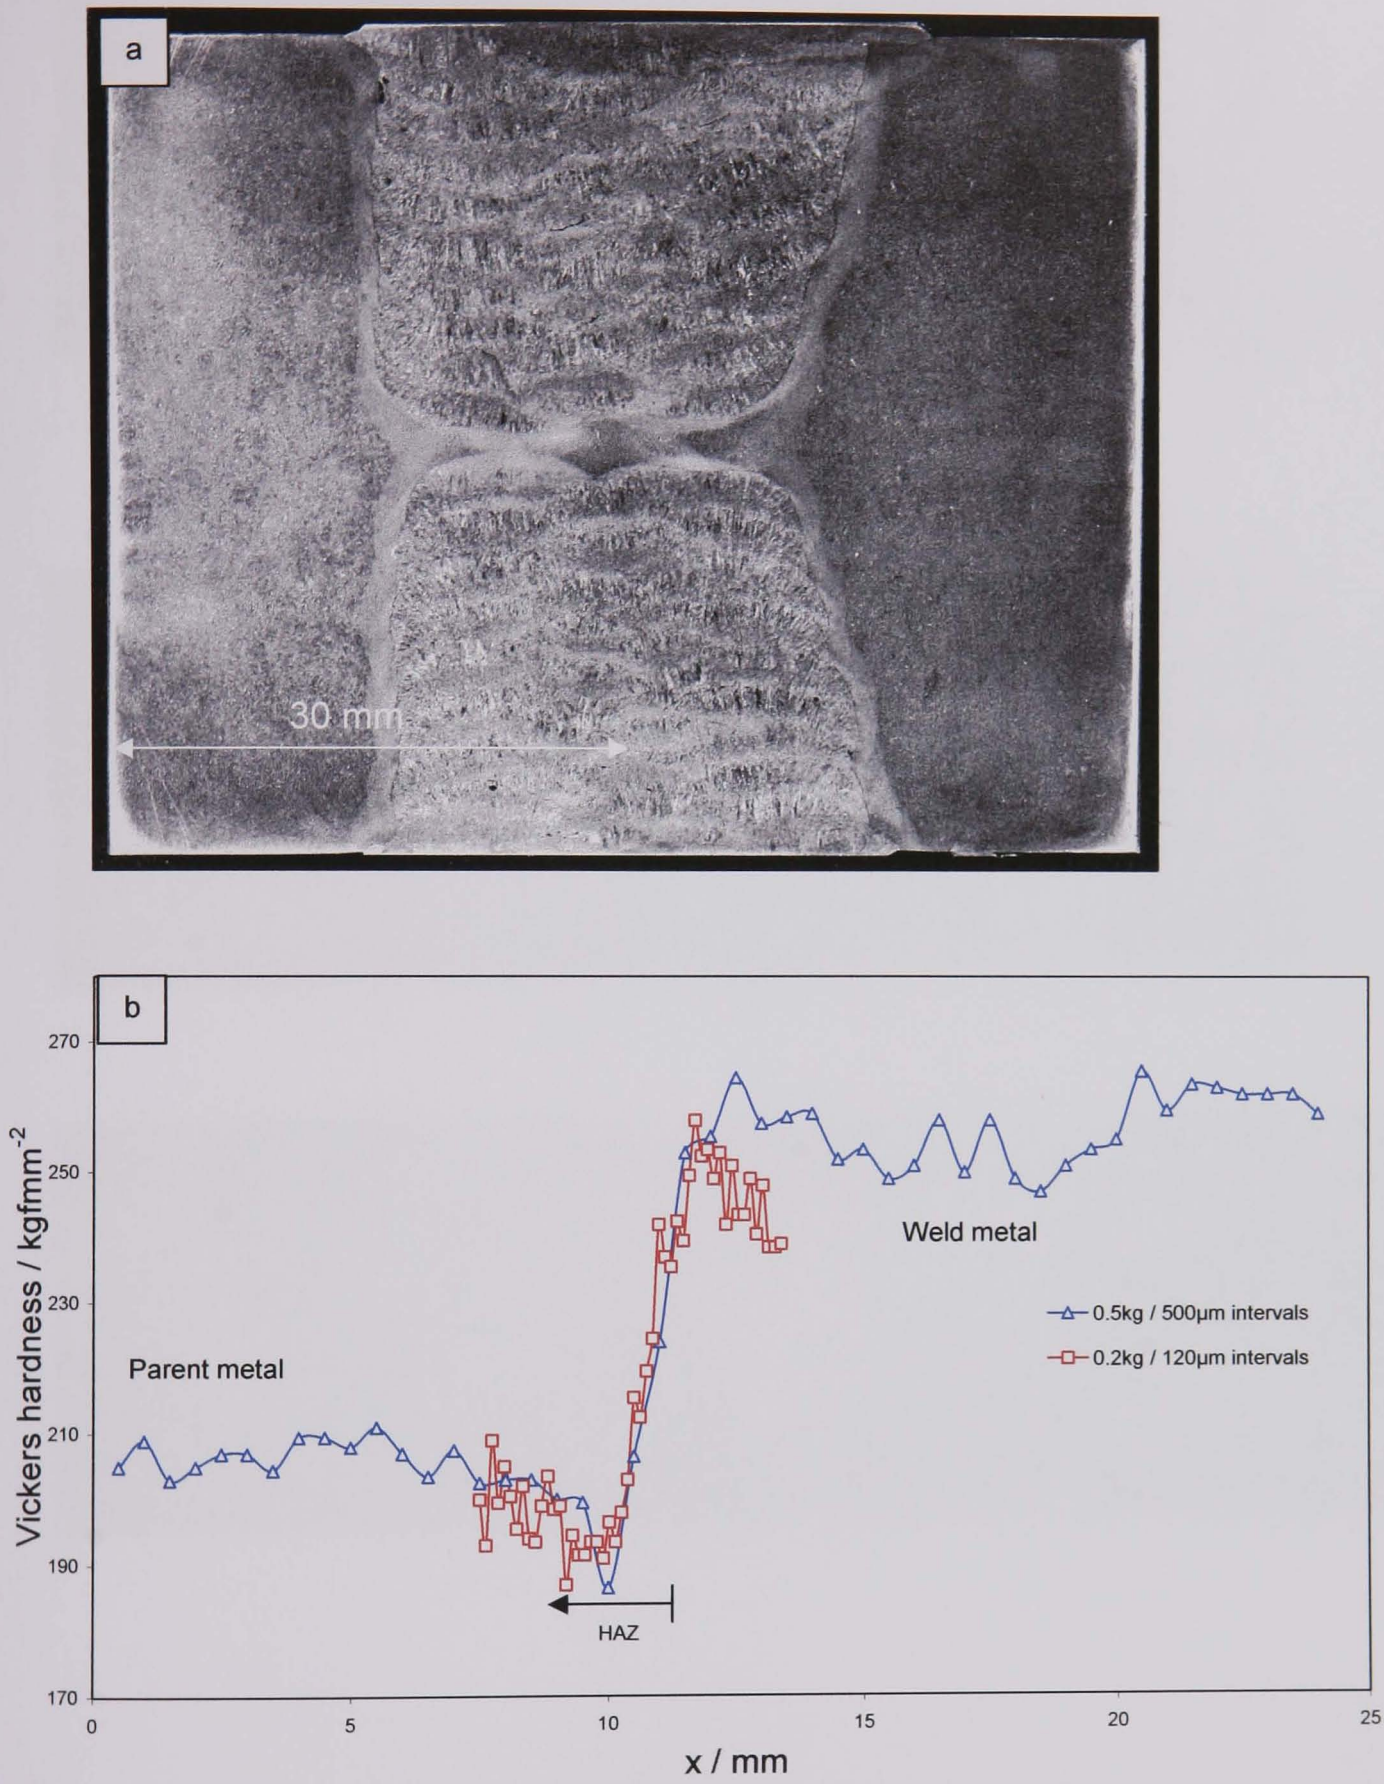 a
30 mm
b
270
250
230
210
190
170
Vickers hardness / kgfmm⁻²
Parent metal
Weld metal
0.5kg / 500µm intervals
0.2kg / 120µm intervals
HAZ
0
5
10
15
20
25
x / mm